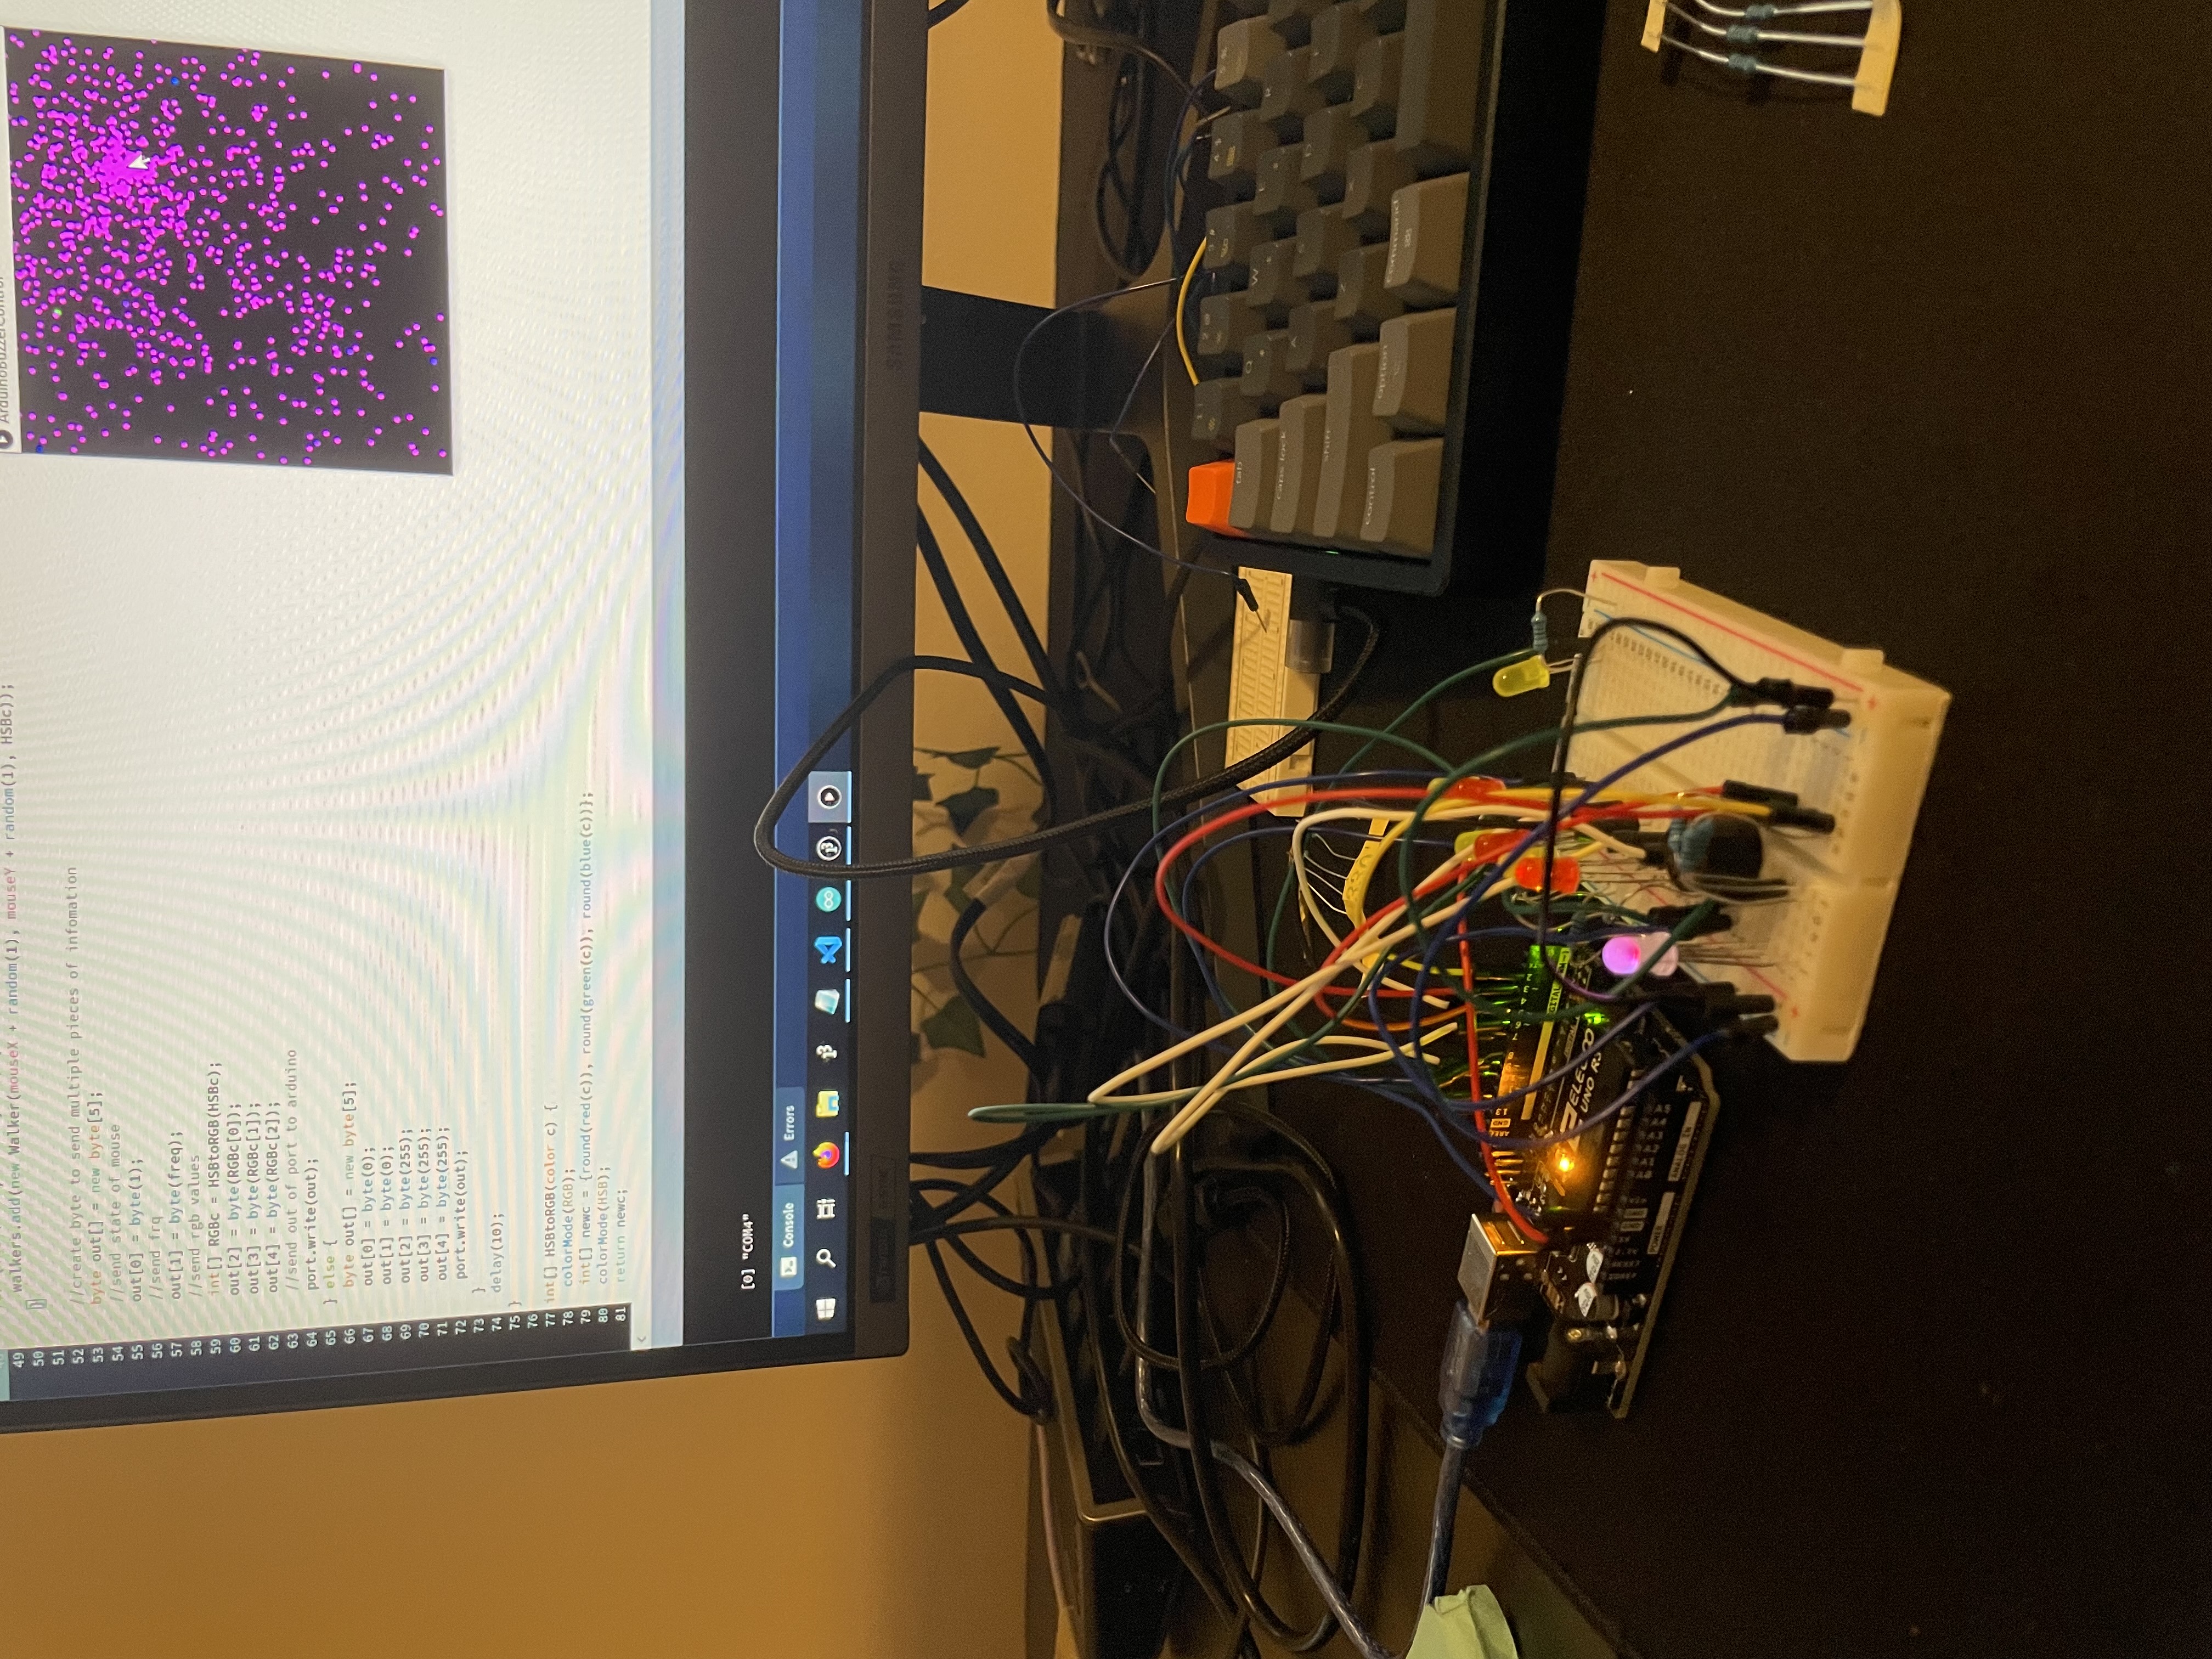 ArduinoBuzzerControl
49 walkers.add(new Walker(mouseX + random(1), mouseY + random(1), HSBc));
50 }
51
52 //create byte to send multiple pieces of infomation
53 byte out[] = new byte[5];
54 //send state of mouse
55 out[0] = byte(1);
56 //send frq
57 out[1] = byte(freq);
58 //send rgb values
59 int[] RGBc = HSBtoRGB(HSBc);
60 out[2] = byte(RGBc[0]);
61 out[3] = byte(RGBc[1]);
62 out[4] = byte(RGBc[2]);
63 //send out of port to arduino
64 port.write(out);
65 } else {
66 byte out[] = new byte[5];
67 out[0] = byte(0);
68 out[1] = byte(0);
69 out[2] = byte(255);
70 out[3] = byte(255);
71 out[4] = byte(255);
72 port.write(out);
73 }
74 delay(10);
75 }
76
77 int[] HSBtoRGB(color c) {
78 colorMode(RGB);
79 int[] newc = {round(red(c)), round(green(c)), round(blue(c))};
80 colorMode(HSB);
81 return newc;
[0] "COM4"
Console Errors
SAMSUNG
tab
caps lock
shift
control option command
Q W E R
UNO R3
POWER ANALOG IN